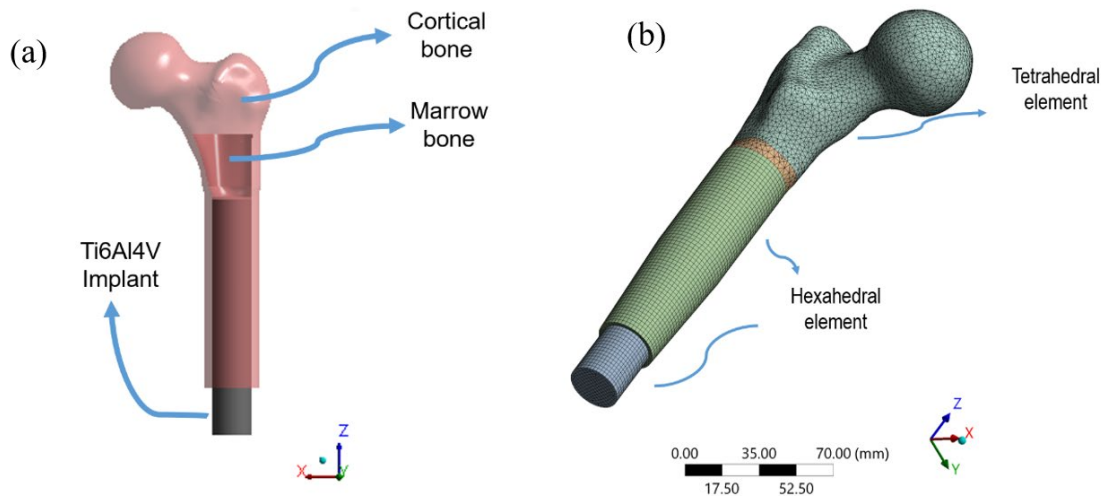 (a)
Cortical
bone
Marrow
bone
Ti6Al4V
Implant
Z
X
Y
(b)
Tetrahedral
element
Hexahedral
element
0.00 35.00 70.00 (mm)
17.50 52.50
Z
X
Y